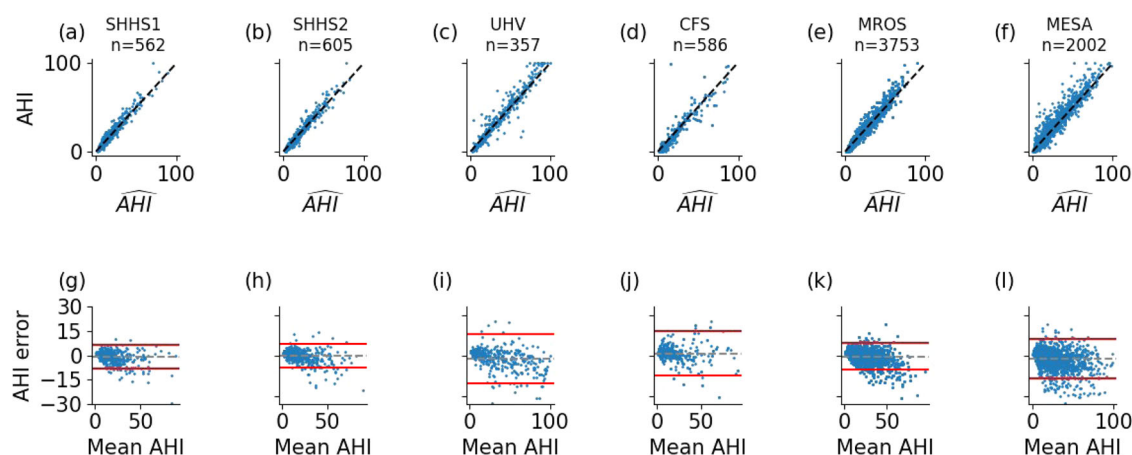 (a) SHHS1 n=562
(b) SHHS2 n=605
(c) UHV n=357
(d) CFS n=586
(e) MROS n=3753
(f) MESA n=2002
AHI
100
0
0 100 0 100 0 100 0 100 0 100 0 100
AHI AHI AHI AHI AHI AHI
(g) (h) (i) (j) (k) (l)
AHI error
30
15
0
−15
−30
0 50 0 50 0 100 0 50 0 50 0 100
Mean AHI Mean AHI Mean AHI Mean AHI Mean AHI Mean AHI